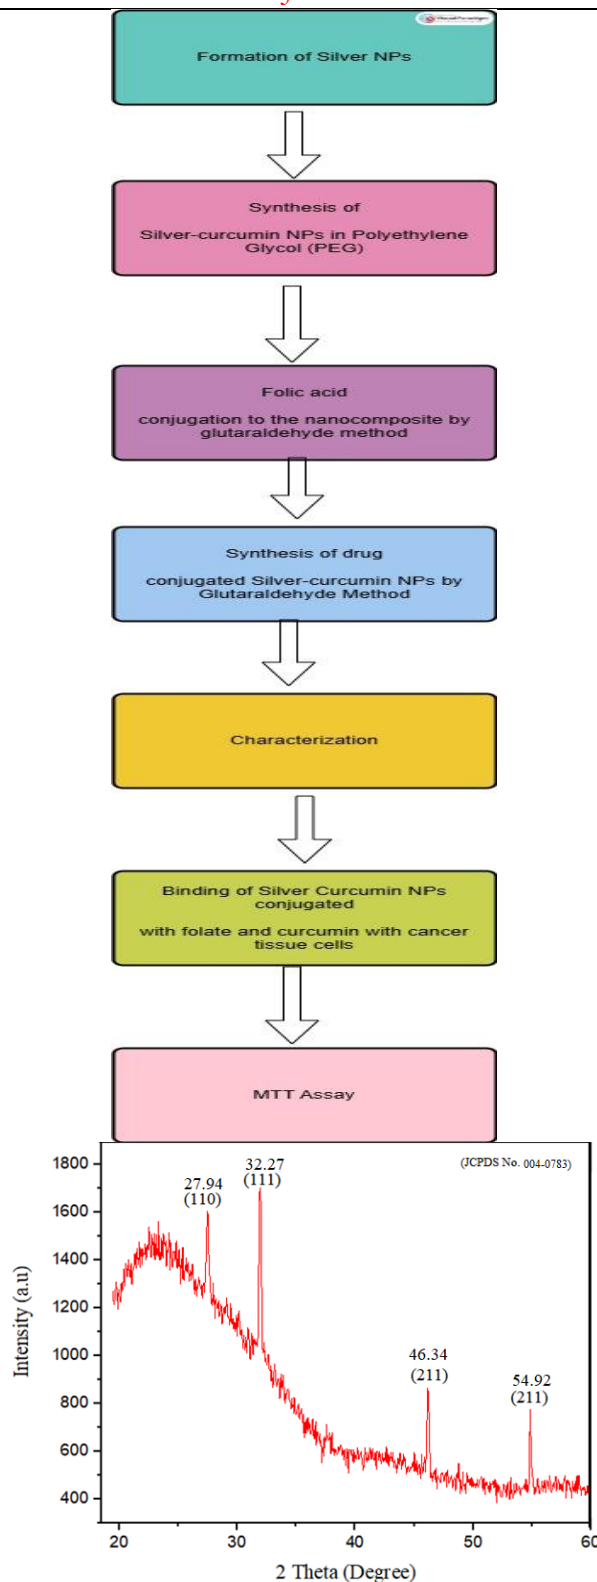 Formation of Silver NPs
Synthesis of
Silver-curcumin NPs in Polyethylene
Glycol (PEG)
Folic acid
conjugation to the nanocomposite by
glutaraldehyde method
Synthesis of drug
conjugated Silver-curcumin NPs by
Glutaraldehyde Method
Characterization
Binding of Silver Curcumin NPs
conjugated
with folate and curcumin with cancer
tissue cells
MTT Assay
(JCPDS No. 004-0783)
32.27
(111)
27.94
(110)
46.34
(211)
54.92
(211)
1800
1600
1400
1200
1000
800
600
400
Intensity (a.u)
20 30 40 50 60
2 Theta (Degree)